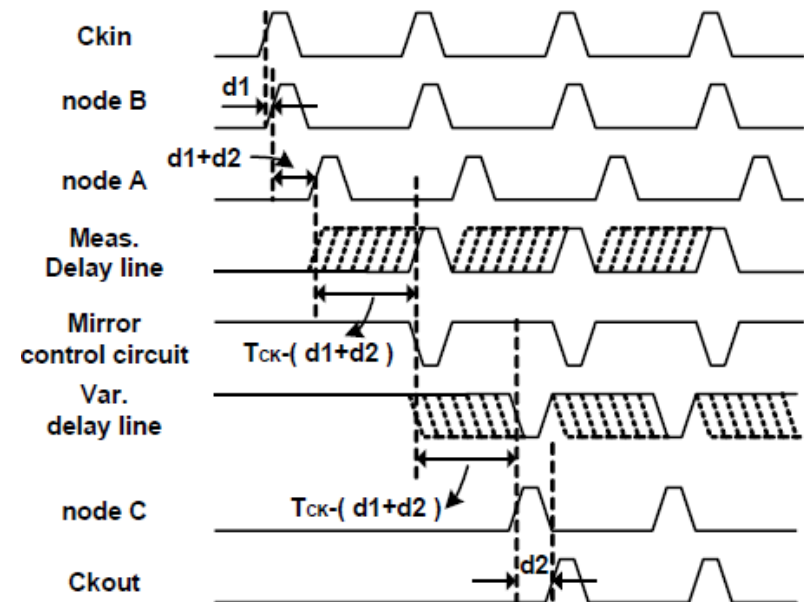 Ckin
node B
d1
d1+d2
node A
Meas.
Delay line
Mirror
control circuit
TCK-( d1+d2 )
Var.
delay line
TCK-( d1+d2 )
node C
d2
Ckout